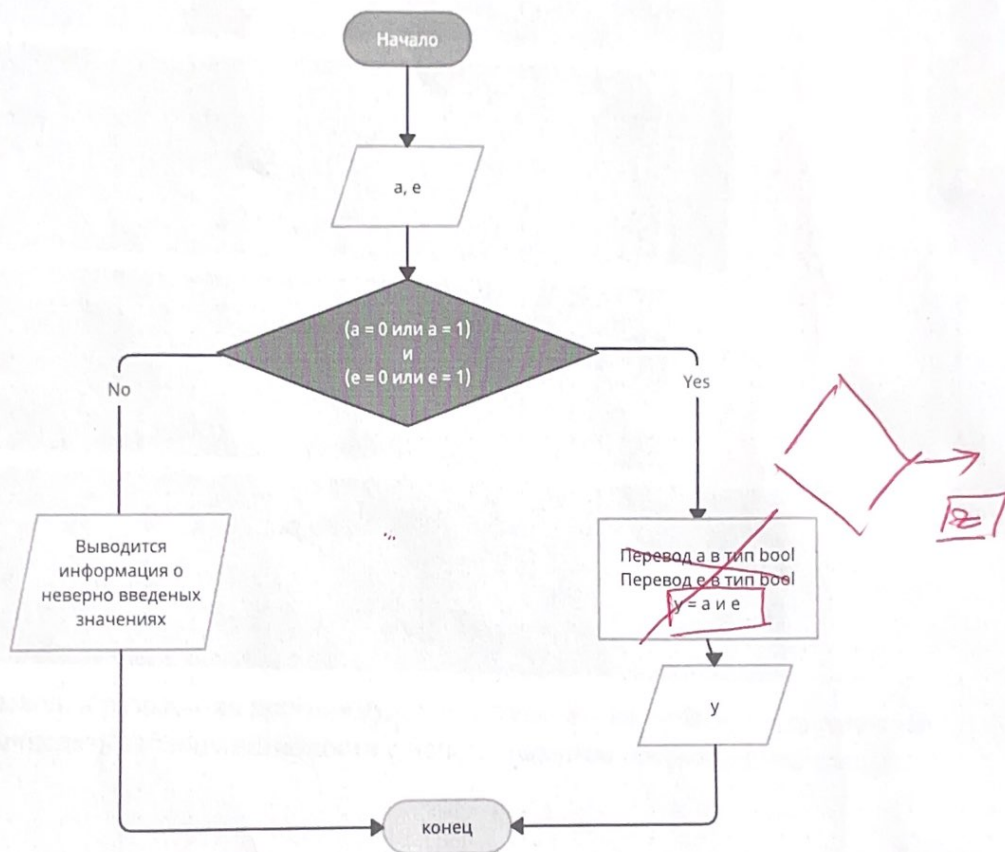 Начало
a, e
(a = 0 или a = 1)
и
(e = 0 или e = 1)
No
Yes
Выводится
информация о
неверно введеных
значениях
Перевод a в тип bool
Перевод e в тип bool
y = a и e
y
конец